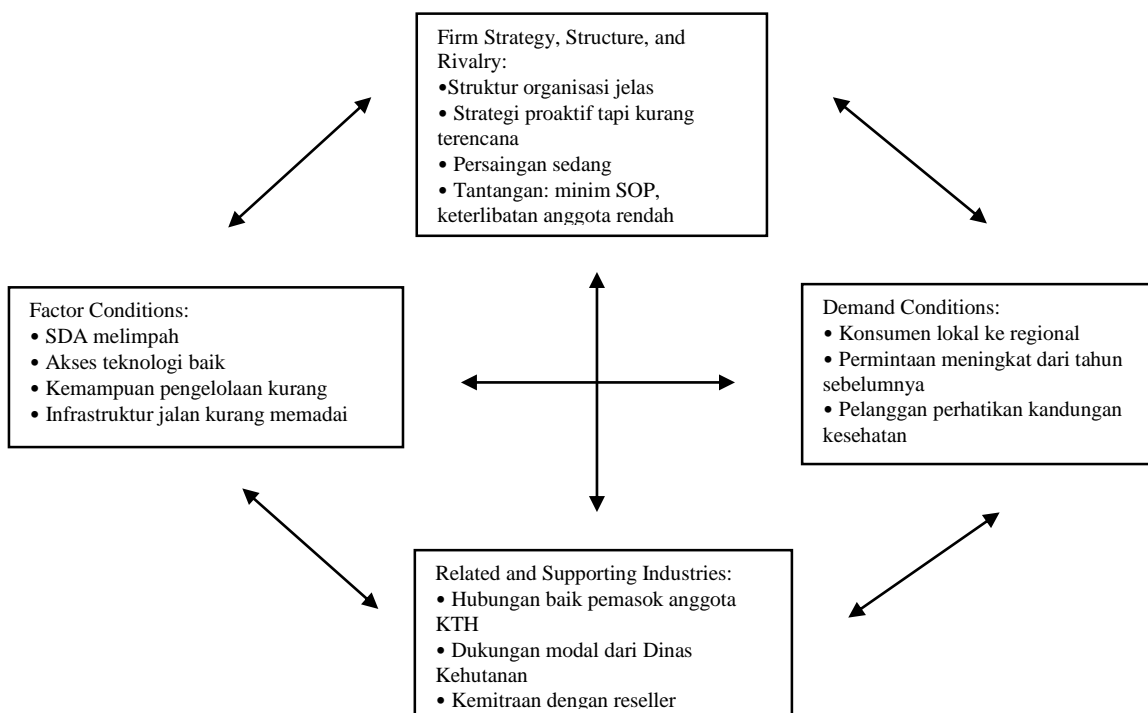 Firm Strategy, Structure, and
Rivalry:
•Struktur organisasi jelas
• Strategi proaktif tapi kurang
terencana
• Persaingan sedang
• Tantangan: minim SOP,
keterlibatan anggota rendah
Factor Conditions:
• SDA melimpah
• Akses teknologi baik
• Kemampuan pengelolaan kurang
• Infrastruktur jalan kurang memadai
Demand Conditions:
• Konsumen lokal ke regional
• Permintaan meningkat dari tahun
sebelumnya
• Pelanggan perhatikan kandungan
kesehatan
Related and Supporting Industries:
• Hubungan baik pemasok anggota
KTH
• Dukungan modal dari Dinas
Kehutanan
• Kemitraan dengan reseller